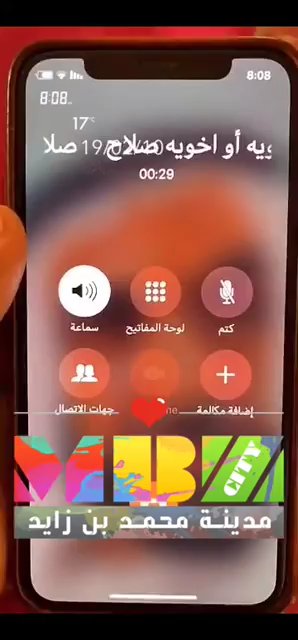 8:08
8:08
17°
يه أو اخويه صلاح
صلا
00:29
سماعة
لوحة المفاتيح
كتم
جهات الاتصال
إضافة مكالمة
MBZ
CITY
مدينة محمد بن زايد